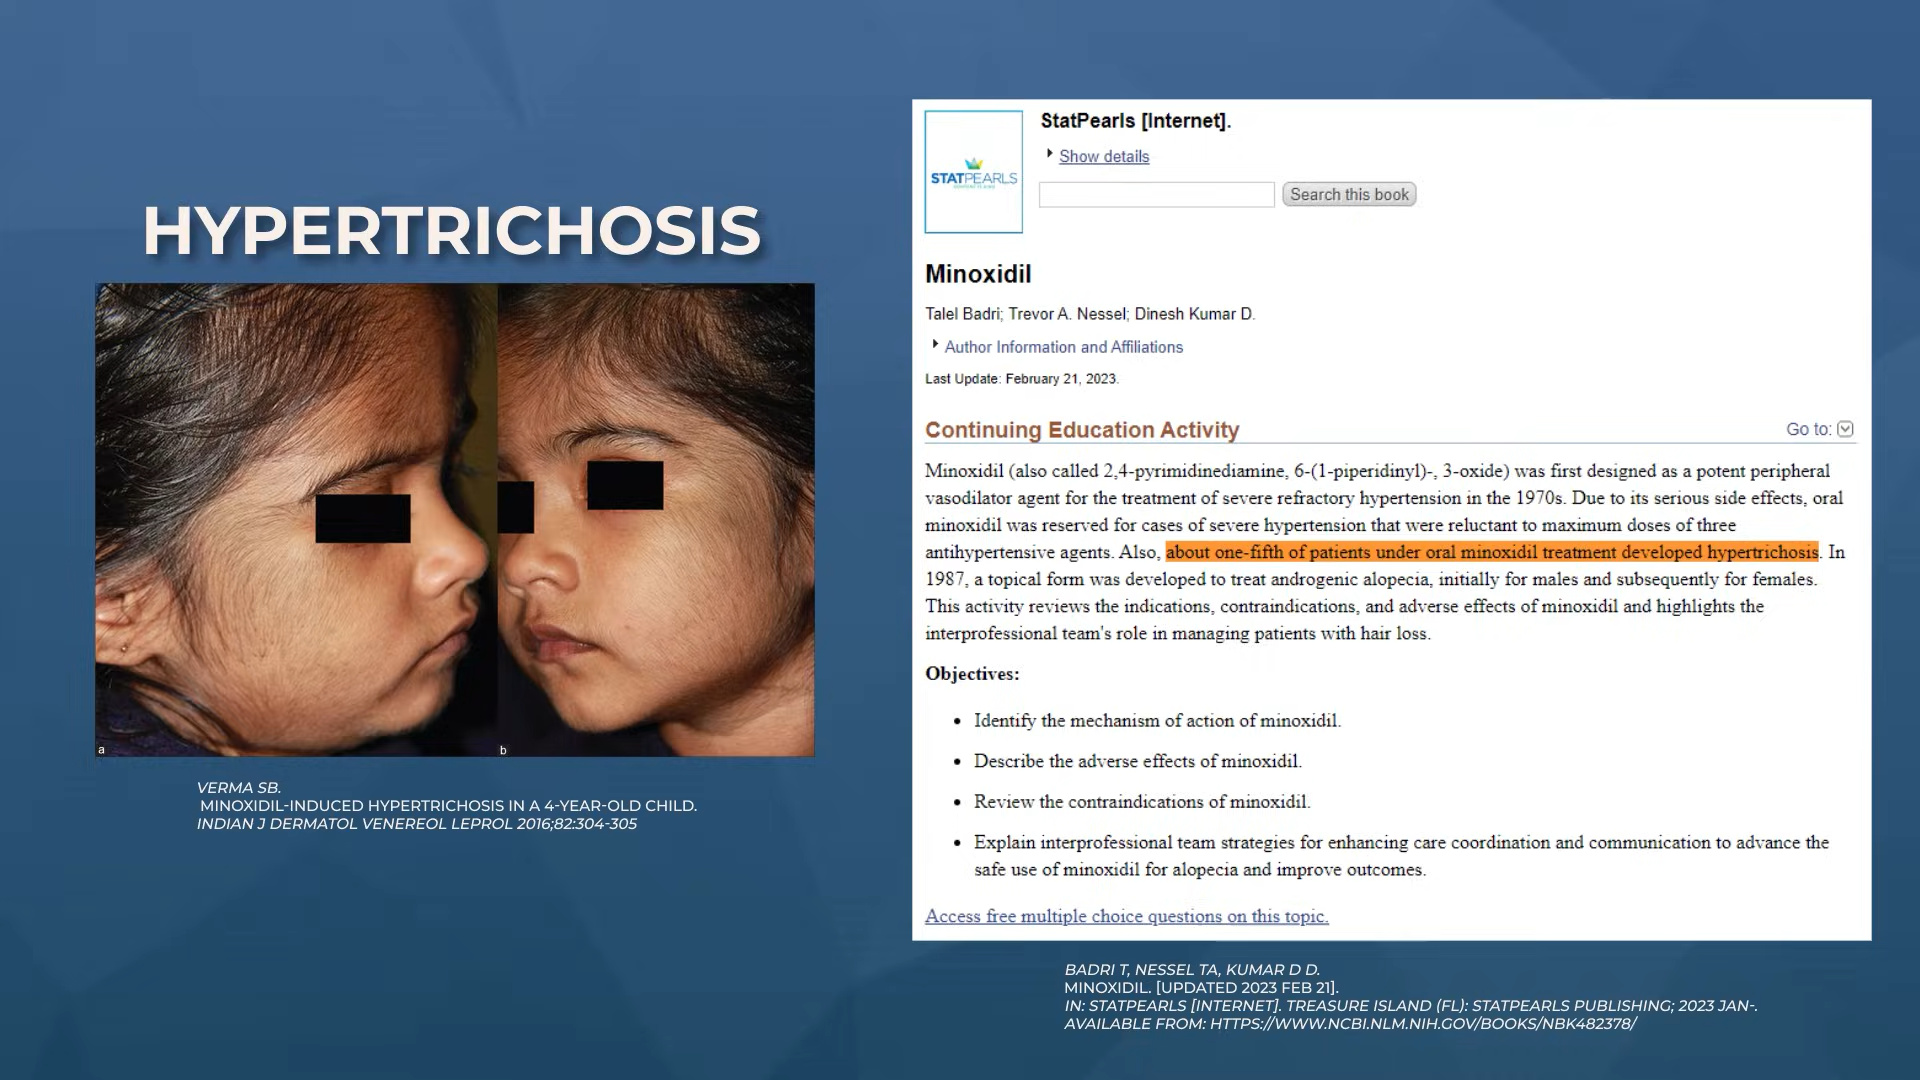 HYPERTRICHOSIS
a
b
VERMA SB.
MINOXIDIL-INDUCED HYPERTRICHOSIS IN A 4-YEAR-OLD CHILD.
INDIAN J DERMATOL VENEREOL LEPROL 2016;82:304-305
STATPEARLS
StatPearls [Internet].
Show details
Search this book
Minoxidil
Talel Badri; Trevor A. Nessel; Dinesh Kumar D.
Author Information and Affiliations
Last Update: February 21, 2023.
Continuing Education Activity
Go to:
Minoxidil (also called 2,4-pyrimidinediamine, 6-(1-piperidinyl)-, 3-oxide) was first designed as a potent peripheral
vasodilator agent for the treatment of severe refractory hypertension in the 1970s. Due to its serious side effects, oral
minoxidil was reserved for cases of severe hypertension that were reluctant to maximum doses of three
antihypertensive agents. Also, about one-fifth of patients under oral minoxidil treatment developed hypertrichosis. In
1987, a topical form was developed to treat androgenic alopecia, initially for males and subsequently for females.
This activity reviews the indications, contraindications, and adverse effects of minoxidil and highlights the
interprofessional team's role in managing patients with hair loss.
Objectives:
• Identify the mechanism of action of minoxidil.
• Describe the adverse effects of minoxidil.
• Review the contraindications of minoxidil.
• Explain interprofessional team strategies for enhancing care coordination and communication to advance the
safe use of minoxidil for alopecia and improve outcomes.
Access free multiple choice questions on this topic.
BADRI T, NESSEL TA, KUMAR D D.
MINOXIDIL. [UPDATED 2023 FEB 21].
IN: STATPEARLS [INTERNET]. TREASURE ISLAND (FL): STATPEARLS PUBLISHING; 2023 JAN-.
AVAILABLE FROM: HTTPS://WWW.NCBI.NLM.NIH.GOV/BOOKS/NBK482378/